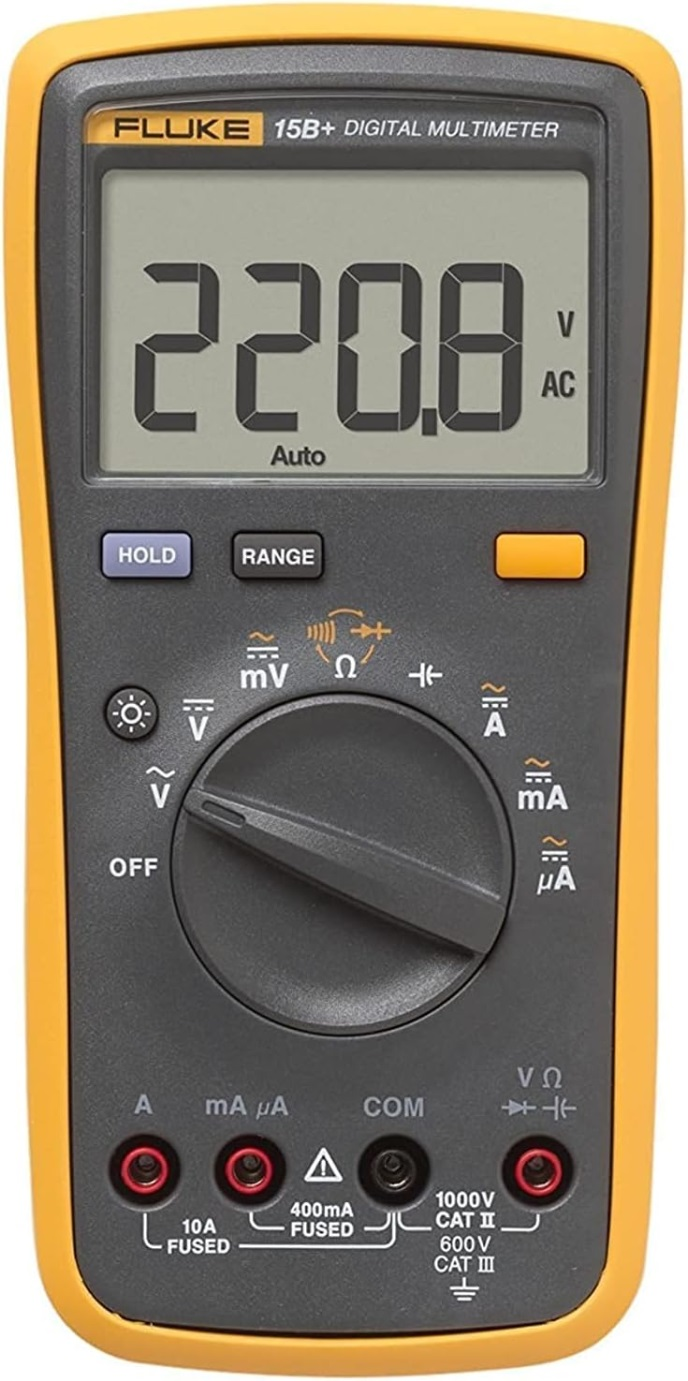 FLUKE 15B+ DIGITAL MULTIMETER
220.8 V
AC
Auto
HOLD RANGE
mV Ω
V A
V mA
OFF µA
V Ω
A mA µA COM
1000V
10A 400mA CAT II
FUSED FUSED 600V
CAT III